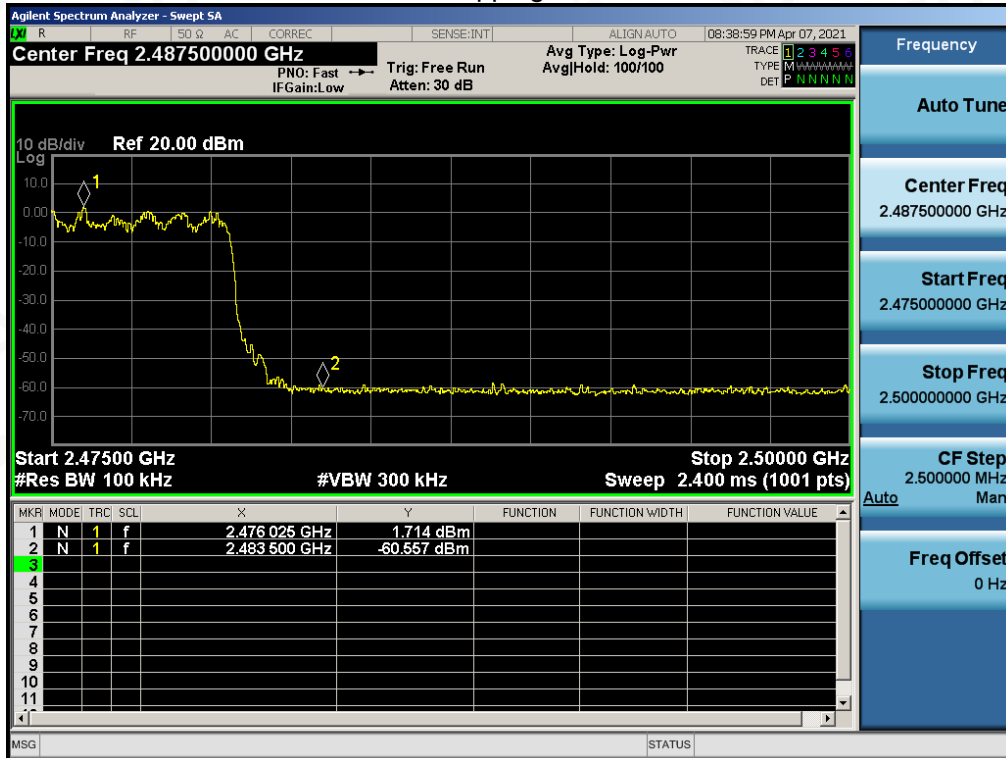 Agilent Spectrum Analyzer - Swept SA
LXI R RF 50 Ω AC CORREC SENSE:INT ALIGN AUTO 08:38:59 PM Apr 07, 2021
Center Freq 2.487500000 GHz
PNO: Fast
IFGain:Low
Trig: Free Run
Atten: 30 dB
Avg Type: Log-Pwr
Avg|Hold: 100/100
TRACE 1 2 3 4 5 6
TYPE M
DET P N N N N N
10 dB/div Ref 20.00 dBm
Log
10.0
0.00
-10.0
-20.0
-30.0
-40.0
-50.0
-60.0
-70.0
1
2
Start 2.47500 GHz Stop 2.50000 GHz
#Res BW 100 kHz #VBW 300 kHz Sweep 2.400 ms (1001 pts)
MKR MODE TRC SCL X Y FUNCTION FUNCTION WIDTH FUNCTION VALUE
1 N 1 f 2.476 025 GHz 1.714 dBm
2 N 1 f 2.483 500 GHz -60.557 dBm
3
4
5
6
7
8
9
10
11
MSG STATUS
Frequency
Auto Tune
Center Freq
2.487500000 GHz
Start Freq
2.475000000 GHz
Stop Freq
2.500000000 GHz
CF Step
2.500000 MHz
Auto Man
Freq Offset
0 Hz